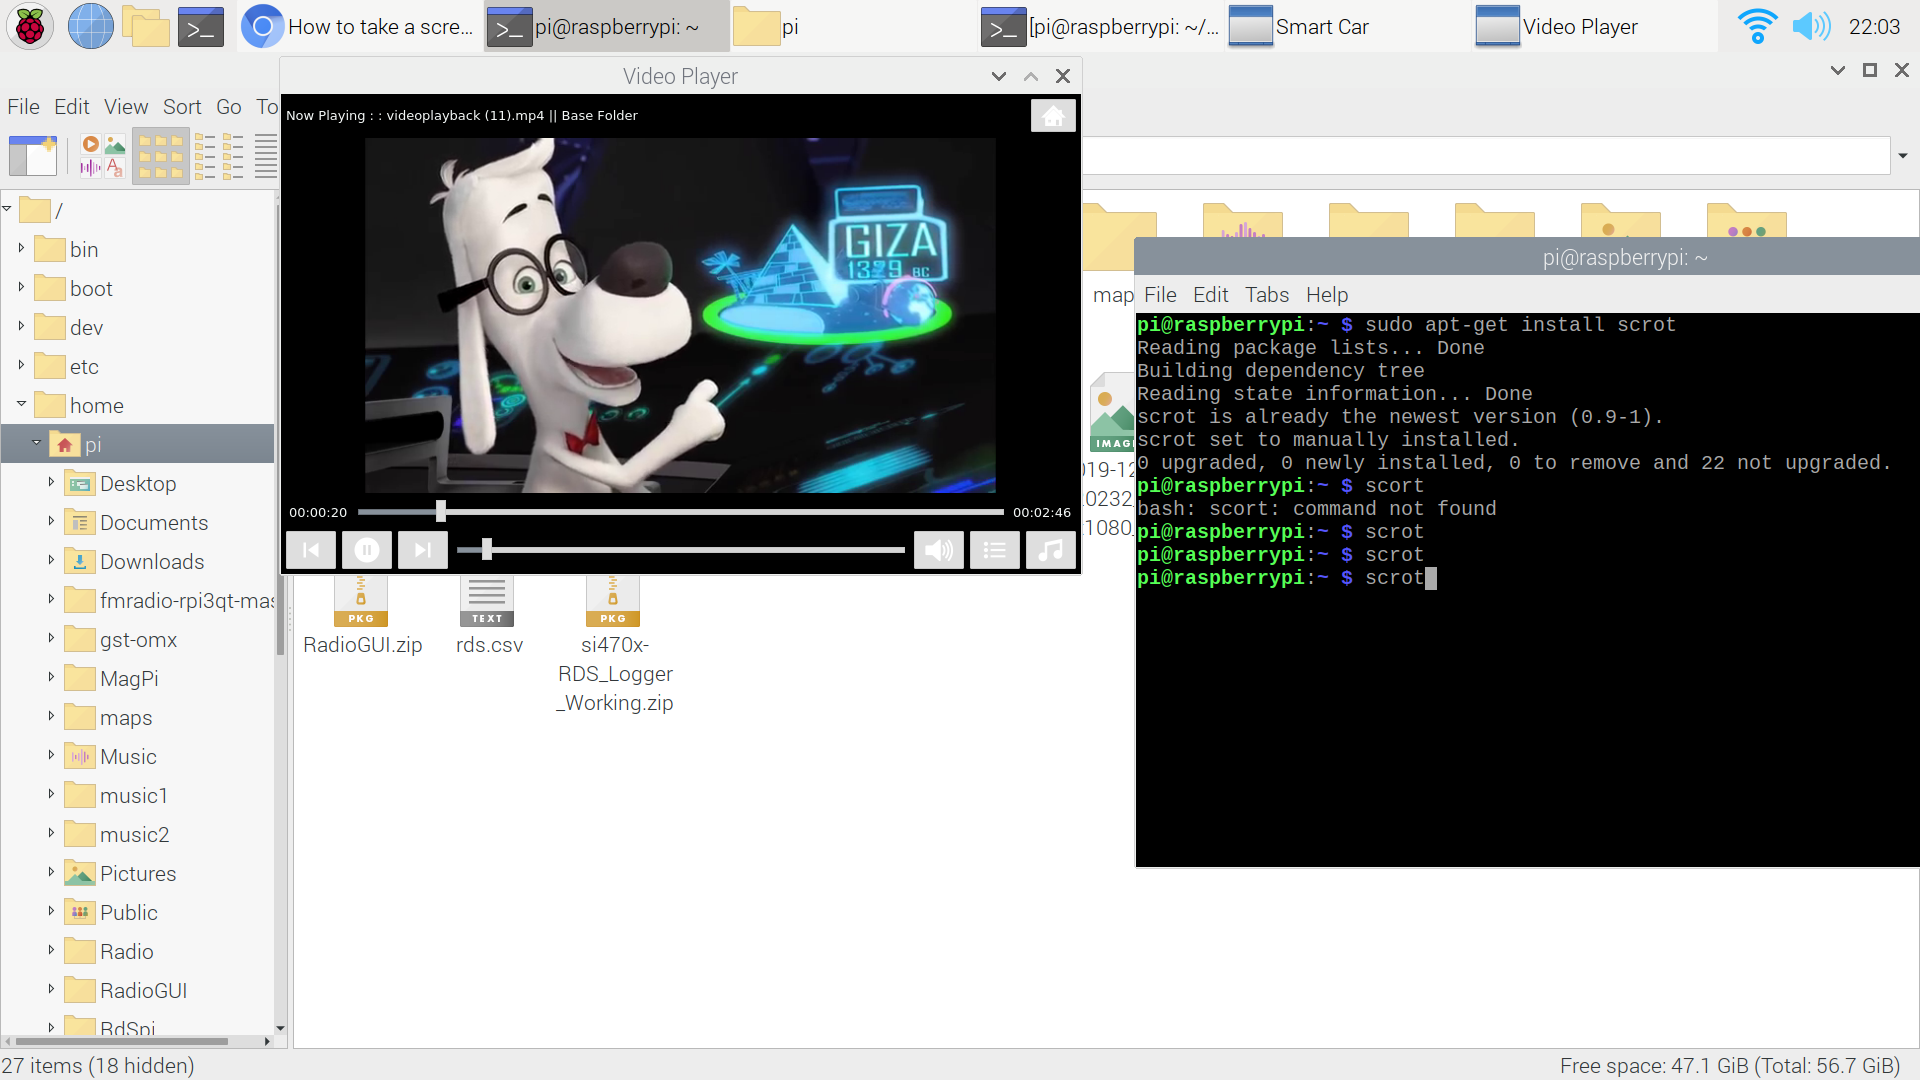 How to take a scre...
pi@raspberrypi: ~
pi
[pi@raspberrypi: ~/...
Smart Car
Video Player
22:03
File Edit View Sort Go To
/
bin
boot
dev
etc
home
pi
Desktop
Documents
Downloads
fmradio-rpi3qt-mas
gst-omx
MagPi
maps
Music
music1
music2
Pictures
Public
Radio
RadioGUI
RdSpi
Video Player
Now Playing : : videoplayback (11).mp4 || Base Folder
GIZA
1329 BC
00:00:20
00:02:46
map
IMAG
019-12
0232
1080_
PKG
TEXT
PKG
RadioGUI.zip
rds.csv
si470x-
RDS_Logger
_Working.zip
pi@raspberrypi: ~
File Edit Tabs Help
pi@raspberrypi:~ $ sudo apt-get install scrot
Reading package lists... Done
Building dependency tree
Reading state information... Done
scrot is already the newest version (0.9-1).
scrot set to manually installed.
0 upgraded, 0 newly installed, 0 to remove and 22 not upgraded.
pi@raspberrypi:~ $ scort
bash: scort: command not found
pi@raspberrypi:~ $ scrot
pi@raspberrypi:~ $ scrot
pi@raspberrypi:~ $ scrot
27 items (18 hidden)
Free space: 47.1 GiB (Total: 56.7 GiB)